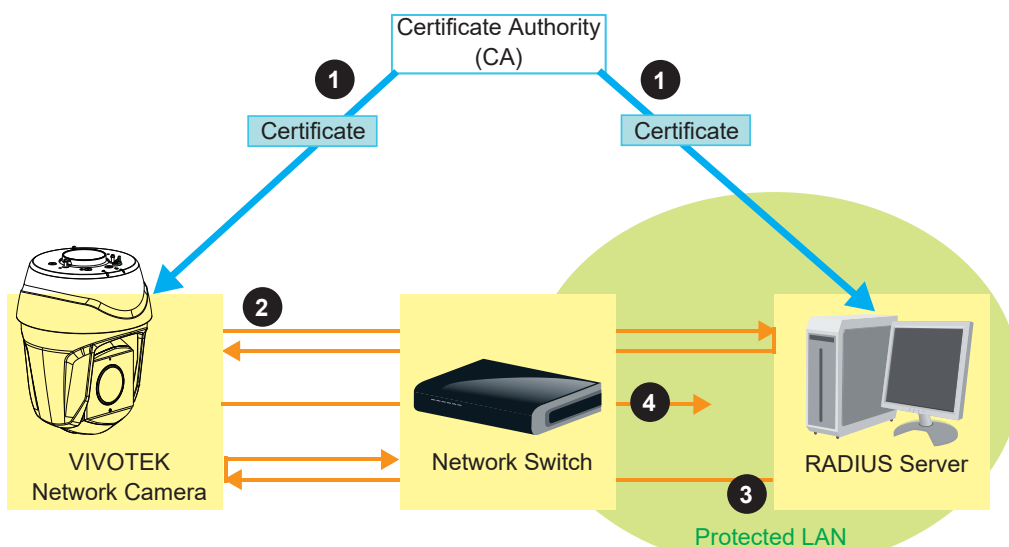 Certificate Authority
(CA)
1
1
Certificate
Certificate
2
4
VIVOTEK
Network Camera
Network Switch
RADIUS Server
3
Protected LAN